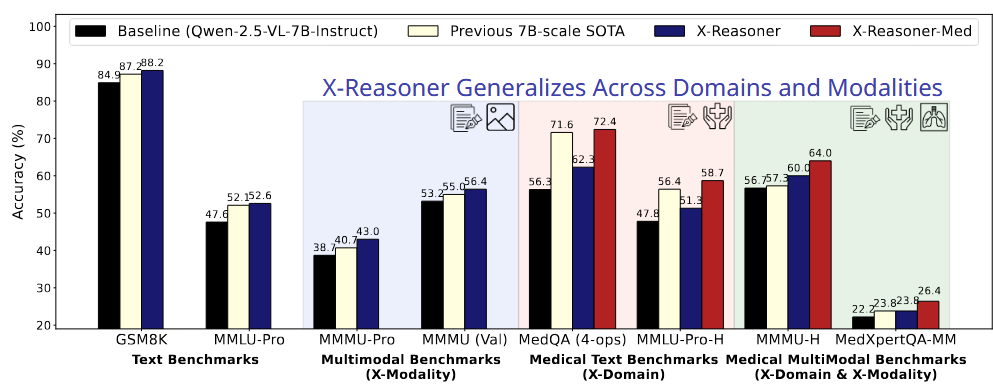 Baseline (Qwen-2.5-VL-7B-Instruct) Previous 7B-scale SOTA X-Reasoner X-Reasoner-Med
X-Reasoner Generalizes Across Domains and Modalities
Acccuracy (%)
100
90
80
70
60
50
40
30
20
84.9 87.2 88.2
47.6 52.1 52.6
38.7 40.7 43.0
53.2 55.0 56.4
56.3 71.6 62.3 72.4
47.8 56.4 51.3 58.7
56.7 57.3 60.0 64.0
22.2 23.8 23.8 26.4
GSM8K MMLU-Pro MMMU-Pro MMMU (Val) MedQA (4-ops) MMLU-Pro-H MMMU-H MedXpertQA-MM
Text Benchmarks Multimodal Benchmarks Medical Text Benchmarks Medical MultiModal Benchmarks
(X-Modality) (X-Domain) (X-Domain & X-Modality)